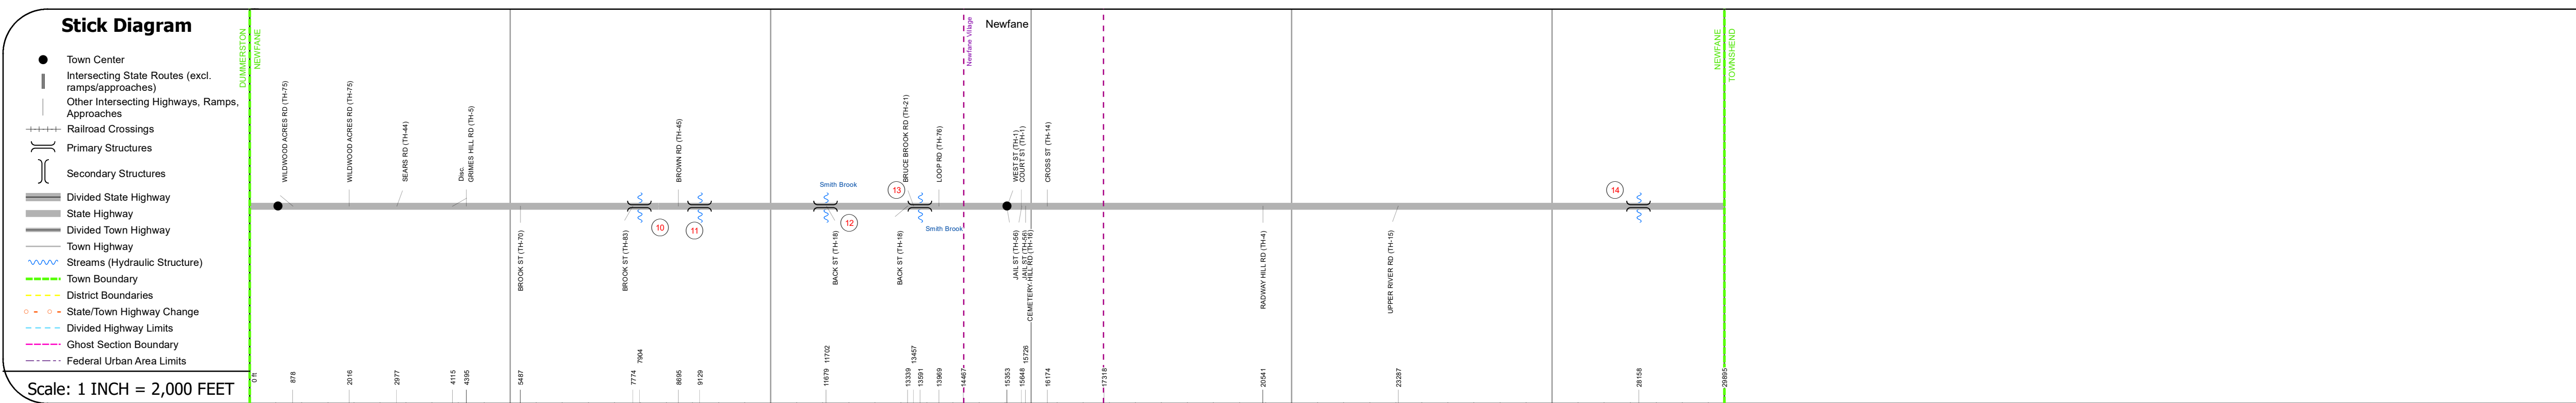 Stick Diagram
Town Center
Intersecting State Routes (excl.
ramps/approaches)
Other Intersecting Highways, Ramps,
Approaches
Railroad Crossings
Primary Structures
Secondary Structures
Divided State Highway
State Highway
Divided Town Highway
Town Highway
Streams (Hydraulic Structure)
Town Boundary
District Boundaries
State/Town Highway Change
Divided Highway Limits
Ghost Section Boundary
Federal Urban Area Limits
Scale: 1 INCH = 2,000 FEET
DUMMERSTON
NEWFANE
Newfane Village
Newfane
NEWFANE
TOWNSHEND
WILDWOOD ACRES RD (TH-75)
WILDWOOD ACRES RD (TH-75)
SEARS RD (TH-44)
Disc.
GRIMES HILL RD (TH-5)
BROWN RD (TH-45)
Smith Brook
13
BRUCE BROOK RD (TH-21)
LOOP RD (TH-76)
WEST ST (TH-1)
COURT ST (TH-1)
CROSS ST (TH-14)
14
BROOK ST (TH-70)
BROOK ST (TH-83)
10
11
BACK ST (TH-18)
12
BACK ST (TH-18)
Smith Brook
JAIL ST (TH-56)
JAIL ST (TH-56)
CEMETERY HILL RD (TH-16)
RADWAY HILL RD (TH-4)
UPPER RIVER RD (TH-15)
0 ft
878
2016
2977
4115
4395
5487
7774
7904
8695
9129
11679
11702
13339
13457
13591
13969
14467
15353
15648
15726
16174
17318
20541
23287
28158
29895